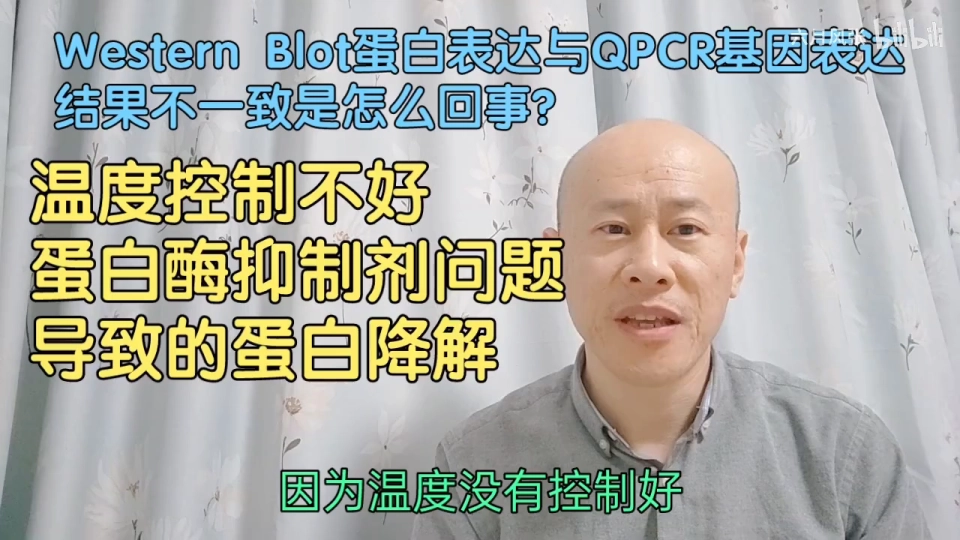 Western Blot蛋白表达与QPCR基因表达
结果不一致是怎么回事?
温度控制不好
蛋白酶抑制剂问题
导致的蛋白降解
因为温度没有控制好
bilibili